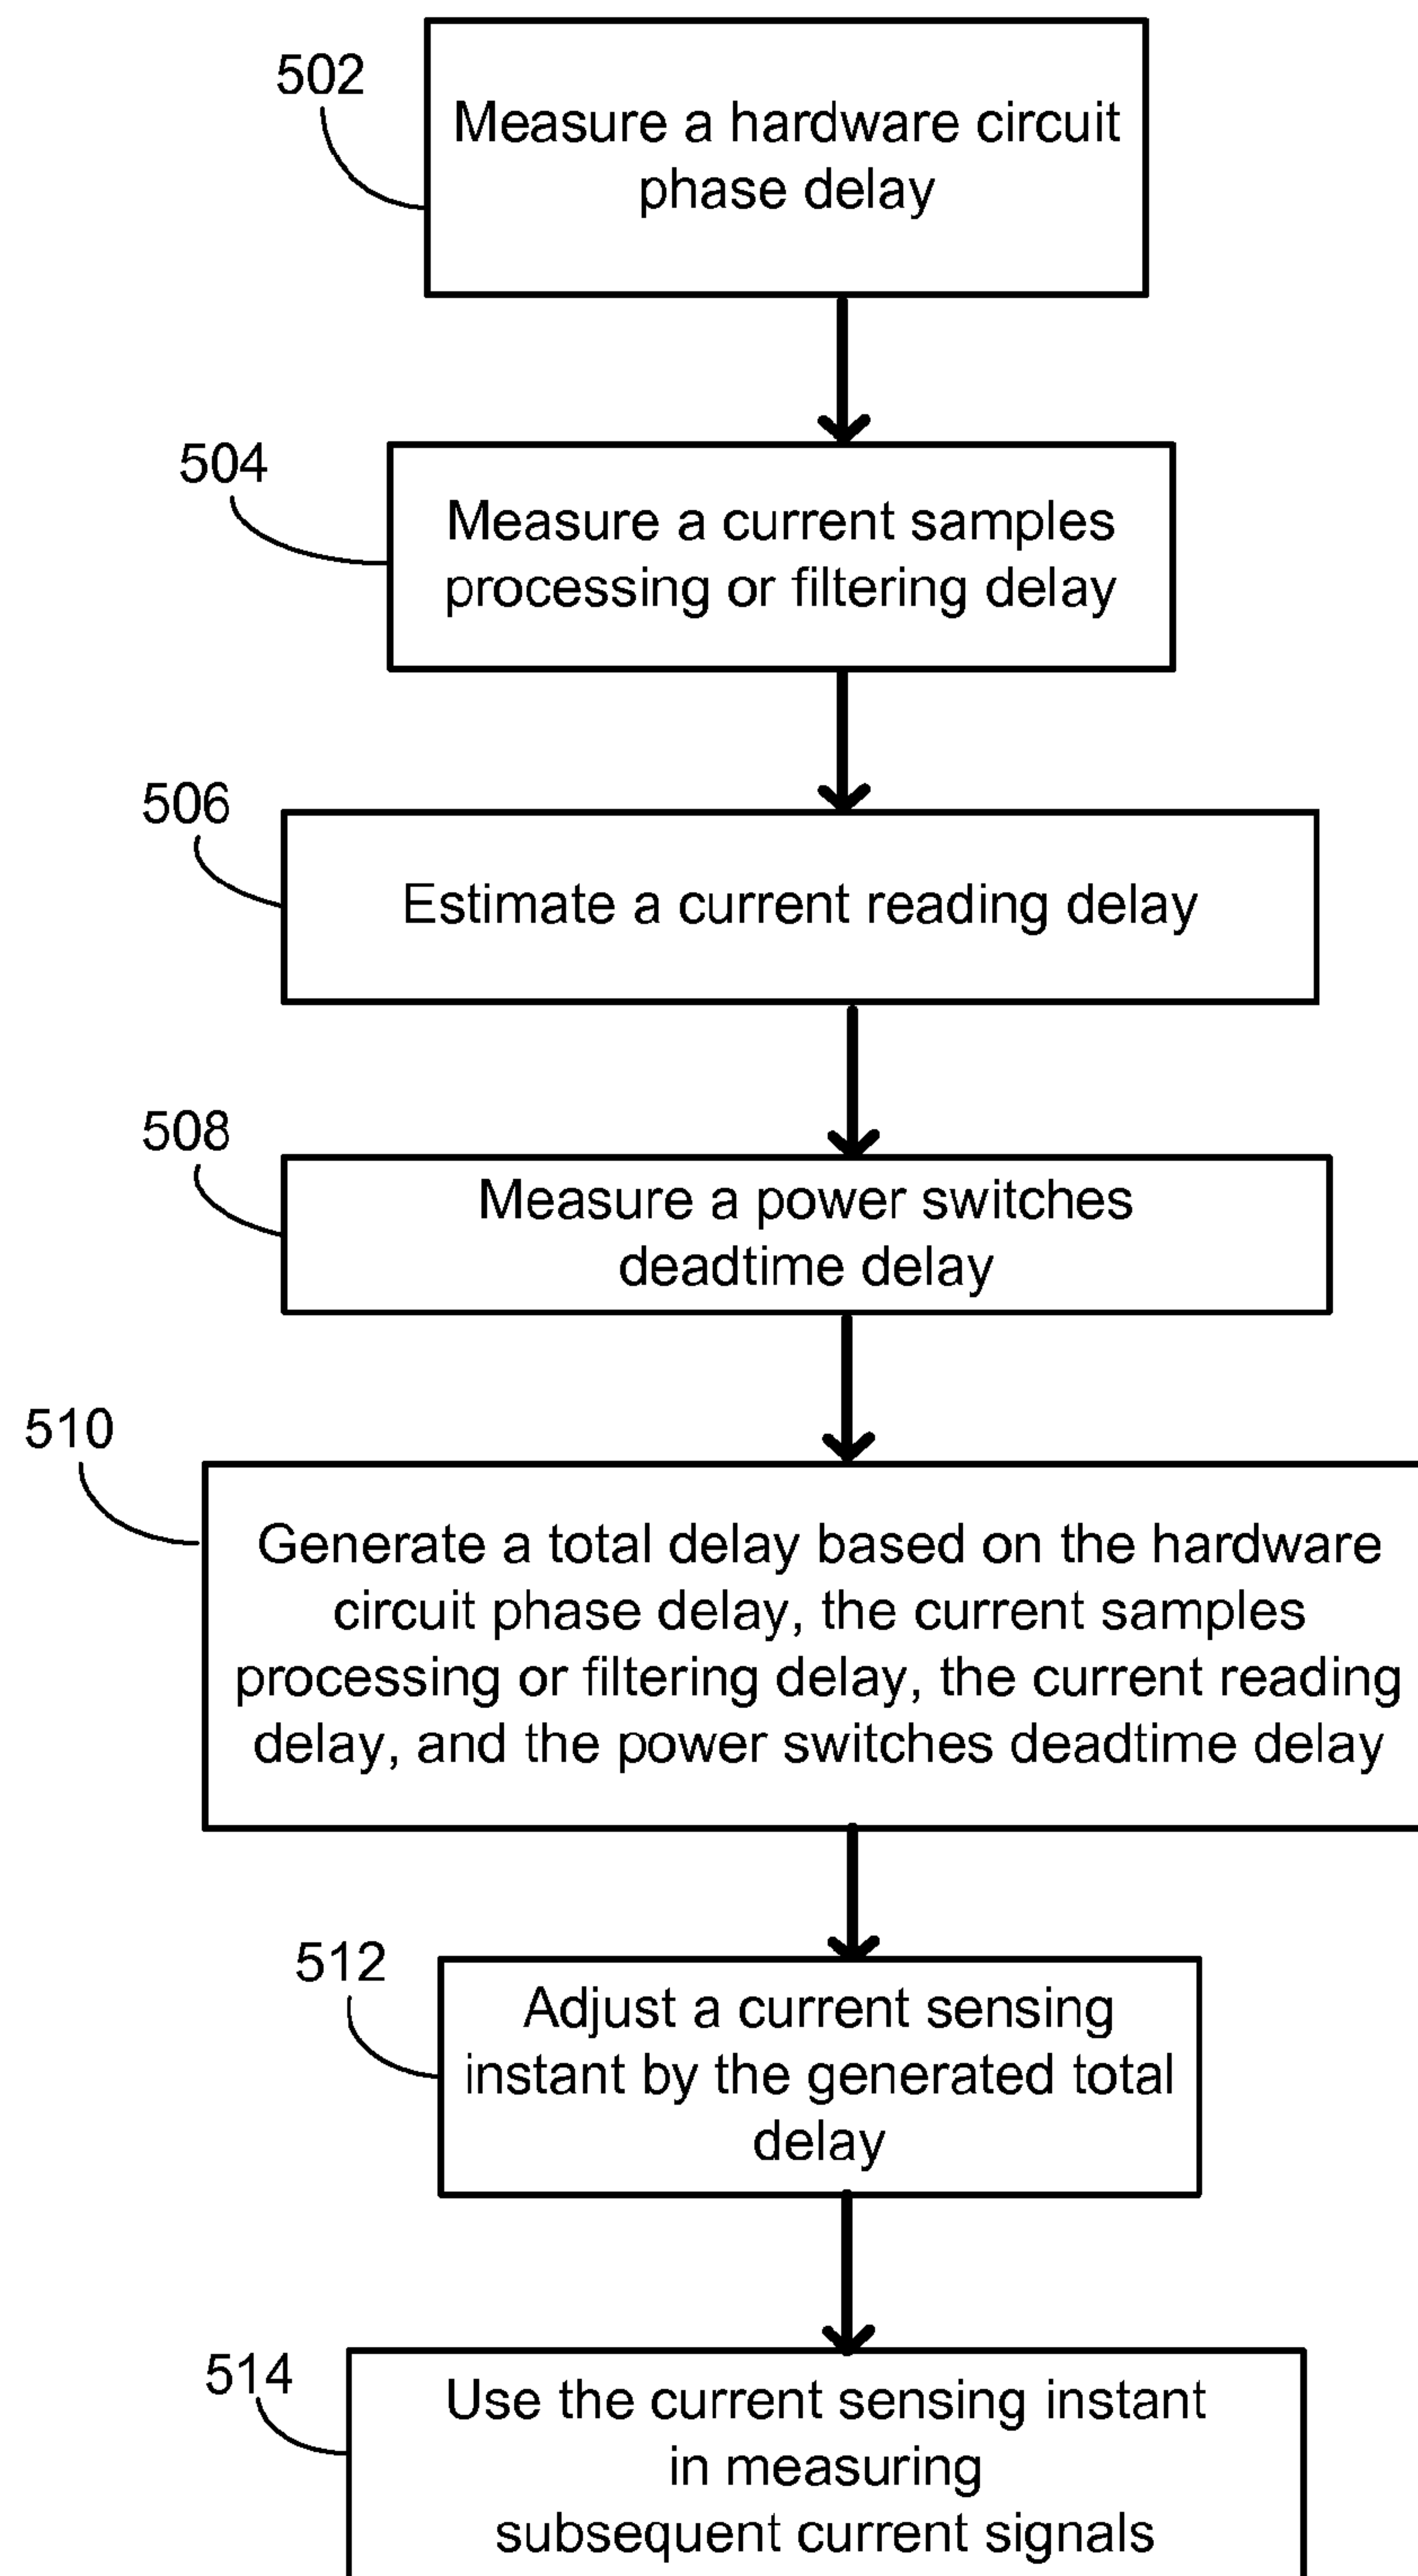 502
Measure a hardware circuit
phase delay
504
Measure a current samples
processing or filtering delay
506
Estimate a current reading delay
508
Measure a power switches
deadtime delay
510
Generate a total delay based on the hardware
circuit phase delay, the current samples
processing or filtering delay, the current reading
delay, and the power switches deadtime delay
512
Adjust a current sensing
instant by the generated total
delay
514
Use the current sensing instant
in measuring
subsequent current signals